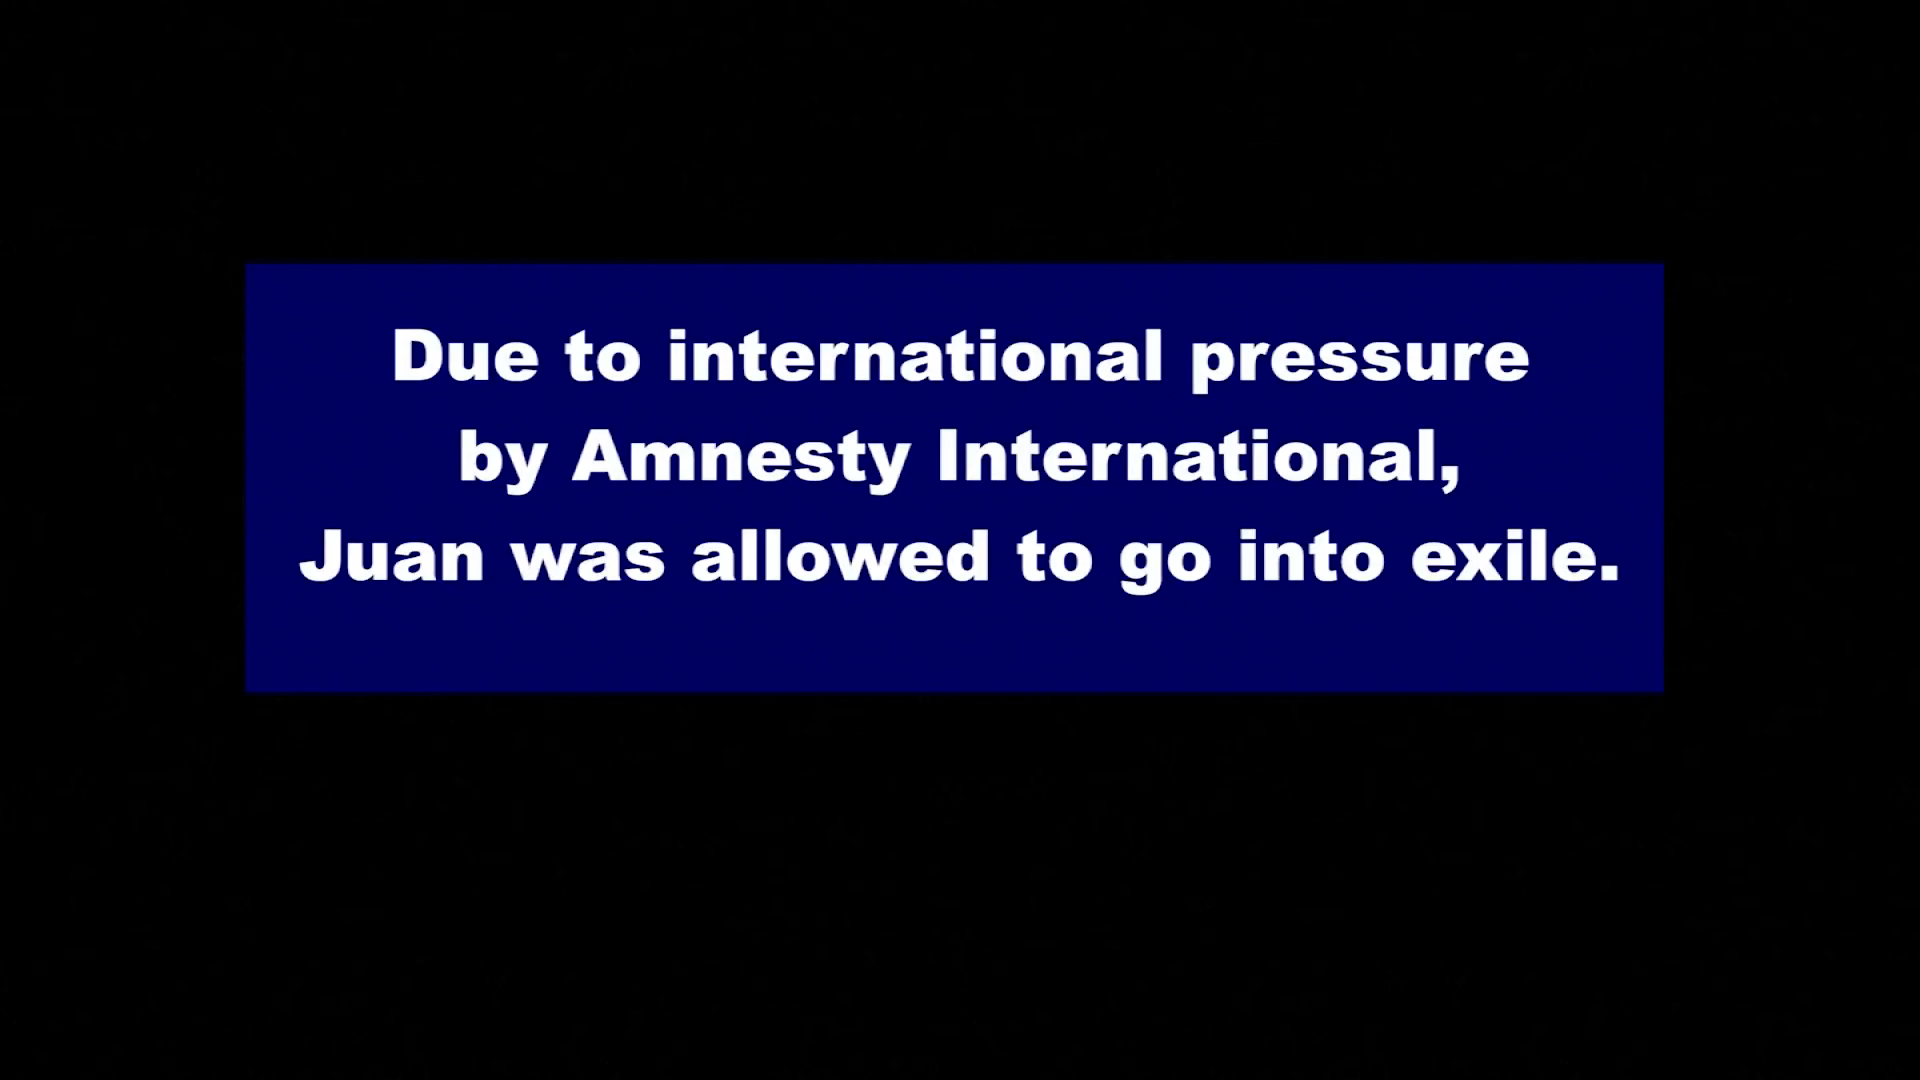 Due to international pressure
by Amnesty International,
Juan was allowed to go into exile.